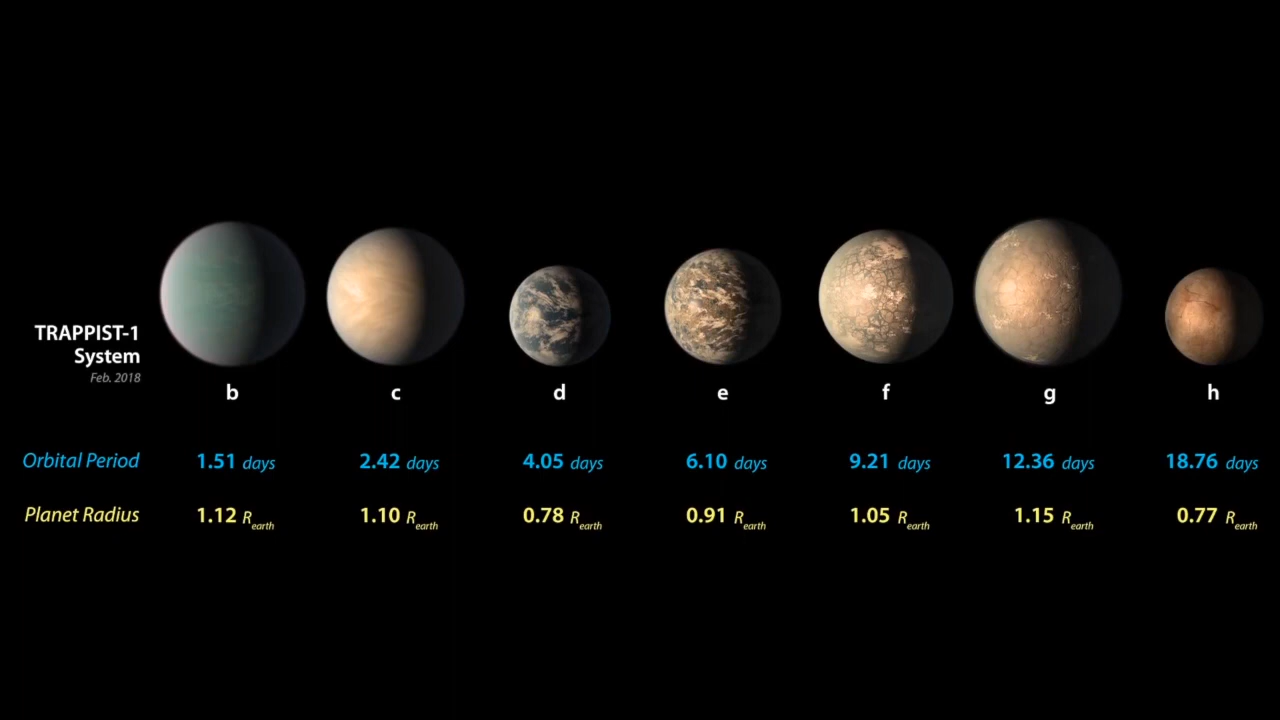 TRAPPIST-1
System
Feb. 2018
b c d e f g h
Orbital Period 1.51 days 2.42 days 4.05 days 6.10 days 9.21 days 12.36 days 18.76 days
Planet Radius 1.12 Rearth 1.10 Rearth 0.78 Rearth 0.91 Rearth 1.05 Rearth 1.15 Rearth 0.77 Rearth